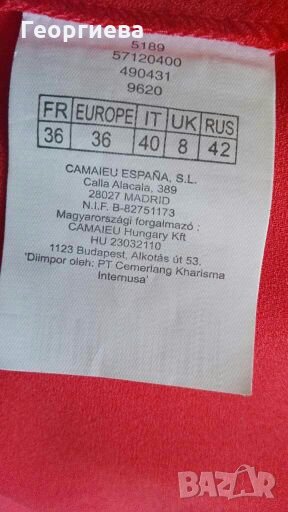 Георгиева
5189
57120400
490431
9620
FR EUROPE IT UK RUS
36 36 40 8 42
CAMAIEU ESPAÑA, S.L.
Calla Alacala, 389
28027 MADRID
N.I.F. B-82751173
Magyarországi forgalmazó :
CAMAIEU Hungary Kft
HU 23032110
1123 Budapest, Alkotás út 53.
'Diimpor oleh: PT Cemerlang Kharisma
Internusa'
BAZAR